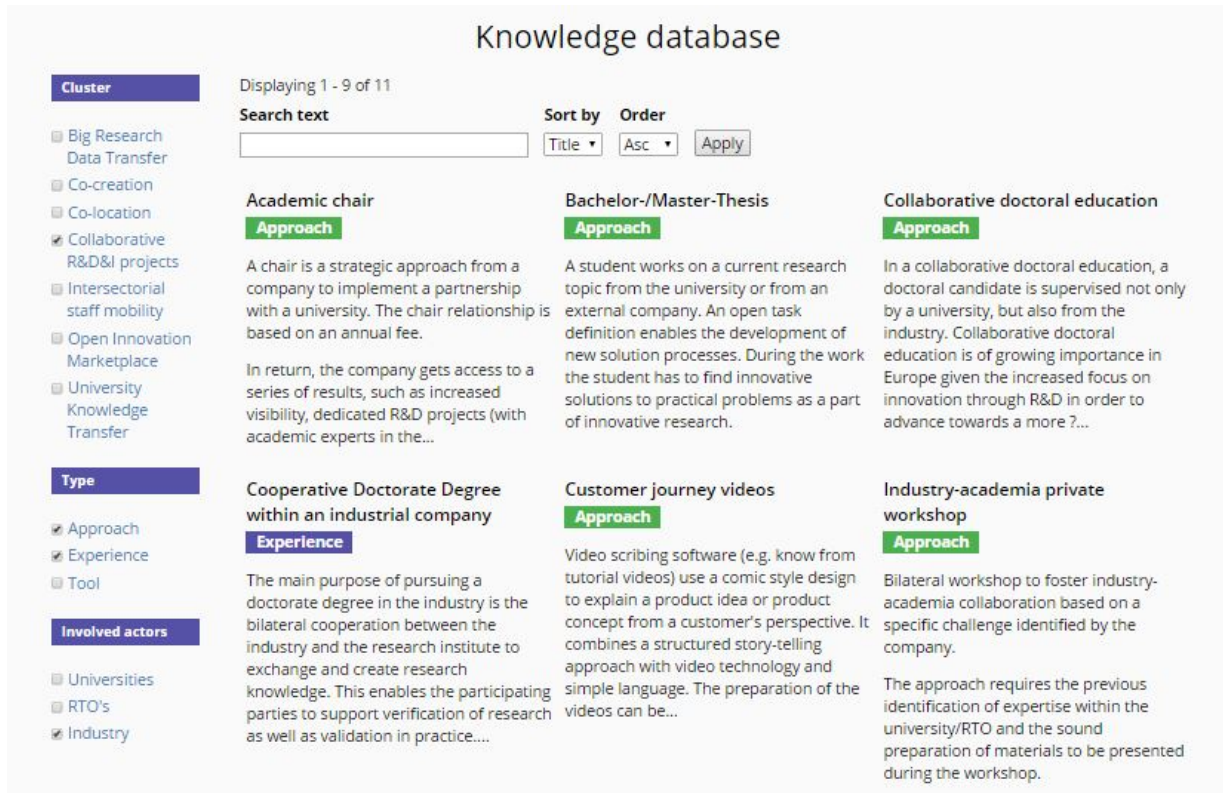 Knowledge database
Cluster
Big Research
Data Transfer
Co-creation
Co-location
Collaborative
R&D&I projects
Intersectorial
staff mobility
Open Innovation
Marketplace
University
Knowledge
Transfer
Type
Approach
Experience
Tool
Involved actors
Universities
RTO's
Industry
Displaying 1 - 9 of 11
Search text
Sort by Order
Title Asc Apply
Academic chair
Approach
A chair is a strategic approach from a
company to implement a partnership
with a university. The chair relationship is
based on an annual fee.
In return, the company gets access to a
series of results, such as increased
visibility, dedicated R&D projects (with
academic experts in the...
Bachelor-/Master-Thesis
Approach
A student works on a current research
topic from the university or from an
external company. An open task
definition enables the development of
new solution processes. During the work
the student has to find innovative
solutions to practical problems as a part
of innovative research.
Collaborative doctoral education
Approach
In a collaborative doctoral education, a
doctoral candidate is supervised not only
by a university, but also from the
industry. Collaborative doctoral
education is of growing importance in
Europe given the increased focus on
innovation through R&D in order to
advance towards a more ?...
Cooperative Doctorate Degree
within an industrial company
Experience
The main purpose of pursuing a
doctorate degree in the industry is the
bilateral cooperation between the
industry and the research institute to
exchange and create research
knowledge. This enables the participating
parties to support verification of research
as well as validation in practice....
Customer journey videos
Approach
Video scribing software (e.g. know from
tutorial videos) use a comic style design
to explain a product idea or product
concept from a customer's perspective. It
combines a structured story-telling
approach with video technology and
simple language. The preparation of the
videos can be...
Industry-academia private
workshop
Approach
Bilateral workshop to foster industry-
academia collaboration based on a
specific challenge identified by the
company.
The approach requires the previous
identification of expertise within the
university/RTO and the sound
preparation of materials to be presented
during the workshop.